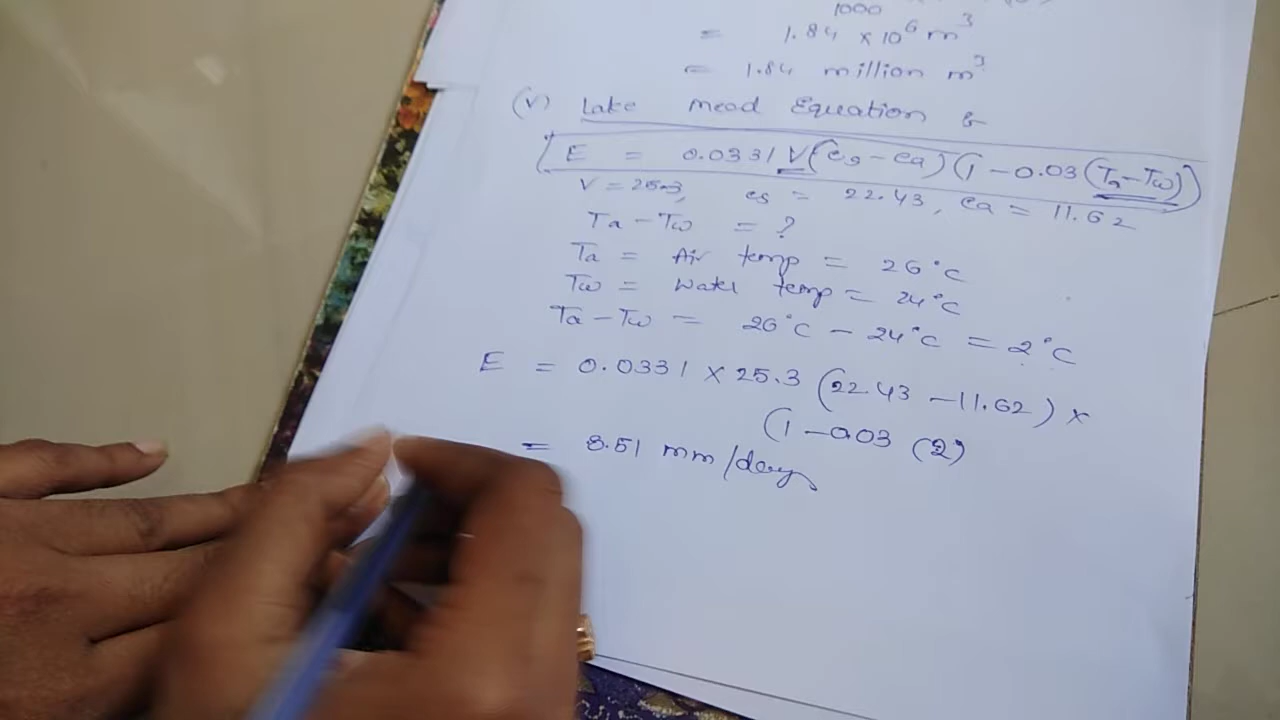 1000
= 1.84 × 10⁶ m³
= 1.84 million m³
(v) Lake mead Equation
E = 0.0331 V(es - ea) (1 - 0.03 (Ta - Tw))
V = 25.3, es = 22.43, ea = 11.62
Ta - Tw = ?
Ta = Air temp = 26°C
Tw = Water temp = 24°C
Ta - Tw = 26°C - 24°C = 2°C
E = 0.0331 × 25.3 (22.43 - 11.62) ×
(1 - 0.03 (2)
= 8.51 mm/day